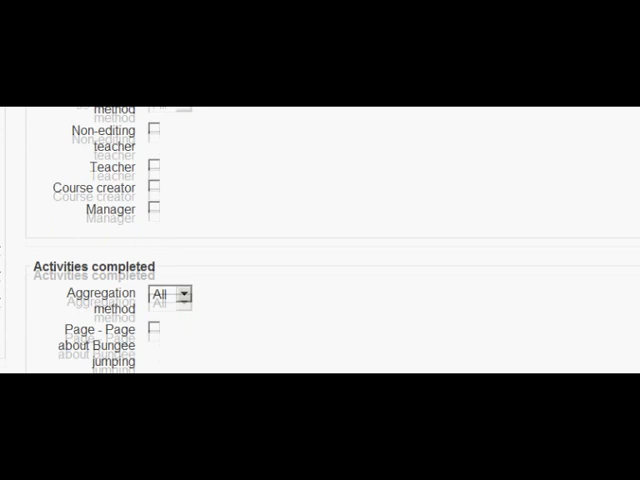 method
Non-editing
teacher
Teacher
Course creator
Manager
Activities completed
Aggregation
method
All
Page - Page
about Bungee
jumping